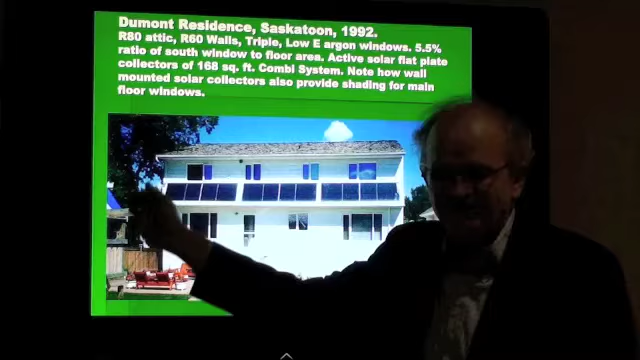 Dumont Residence, Saskatoon, 1992.
R80 attic, R60 Walls, Triple, Low E argon windows. 5.5%
ratio of south window to floor area. Active solar flat plate
collectors of 168 sq. ft. Combi System. Note how wall
mounted solar collectors also provide shading for main
floor windows.